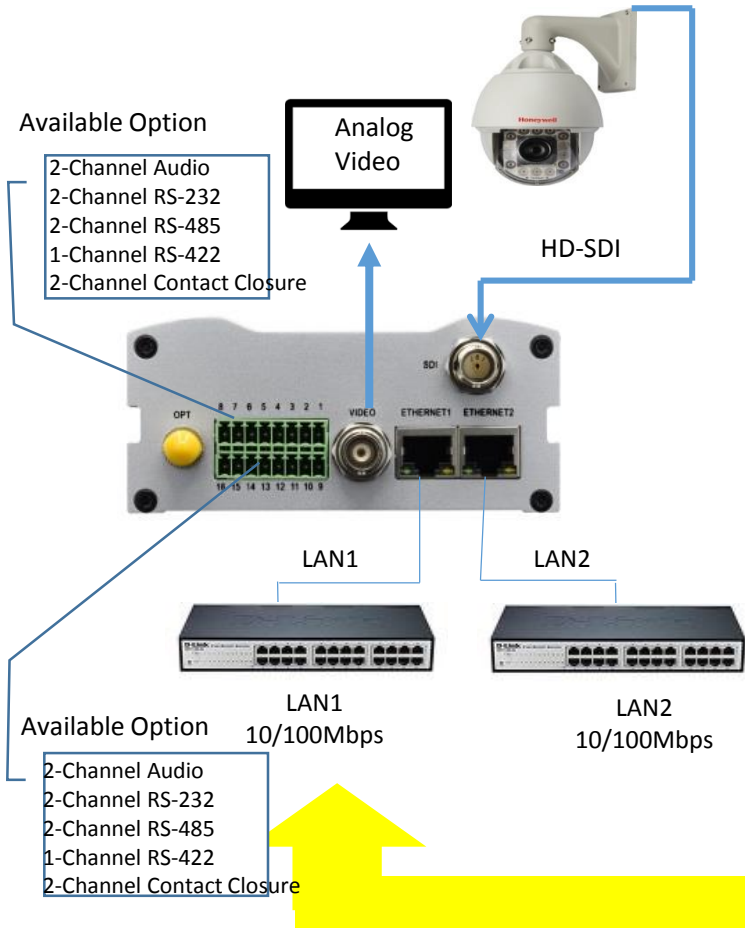 Available Option
2-Channel Audio
2-Channel RS-232
2-Channel RS-485
1-Channel RS-422
2-Channel Contact Closure
Analog
Video
Honeywell
HD-SDI
SDI
OPT
8 7 6 5 4 3 2 1
VIDEO
ETHERNET1
ETHERNET2
16 15 14 13 12 11 10 9
LAN1
LAN2
D-Link
LAN1
10/100Mbps
D-Link
LAN2
10/100Mbps
Available Option
2-Channel Audio
2-Channel RS-232
2-Channel RS-485
1-Channel RS-422
2-Channel Contact Closure